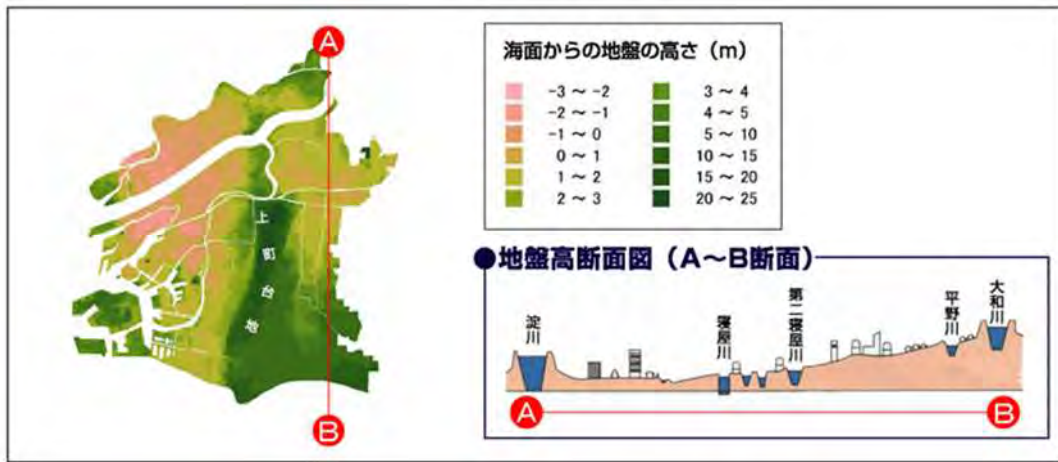 A
上町台地
B
海面からの地盤の高さ(m)
-3 ~ -2
-2 ~ -1
-1 ~ 0
0 ~ 1
1 ~ 2
2 ~ 3
3 ~ 4
4 ~ 5
5 ~ 10
10 ~ 15
15 ~ 20
20 ~ 25
●地盤高断面図(A~B断面)
淀川
寝屋川
第二寝屋川
平野川
大和川
A
B